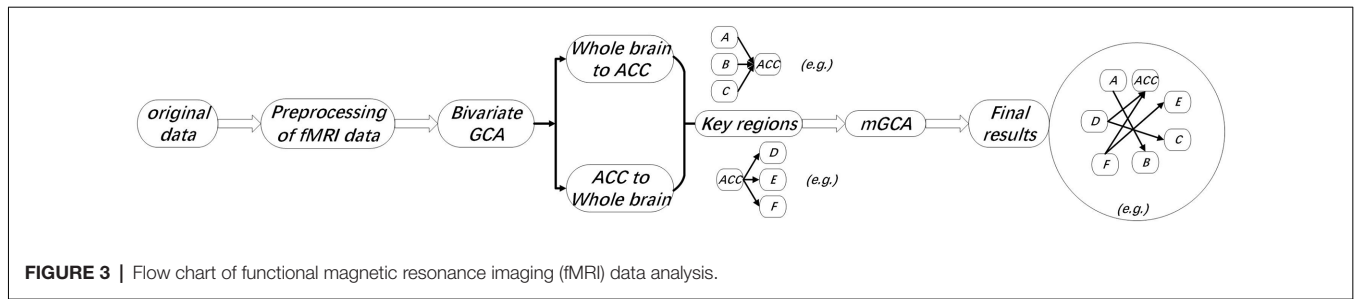 original
data
Preprocessing
of fMRI data
Bivariate
GCA
Whole brain
to ACC
ACC to
Whole brain
A
B
C
ACC
(e.g.)
Key regions
ACC
D
E
F
(e.g.)
mGCA
Final
results
A
ACC
E
D
C
F
B
(e.g.)
FIGURE 3 | Flow chart of functional magnetic resonance imaging (fMRI) data analysis.